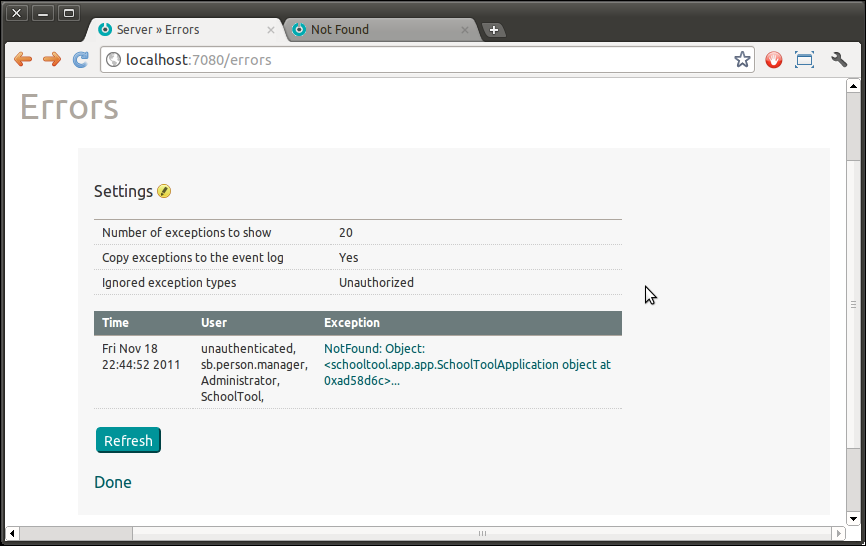 Server » Errors
Not Found
localhost:7080/errors
Errors
Settings
Number of exceptions to show 20
Copy exceptions to the event log Yes
Ignored exception types Unauthorized
Time User Exception
Fri Nov 18 unauthenticated, NotFound: Object:
22:44:52 2011 sb.person.manager, <schooltool.app.app.SchoolToolApplication object at
Administrator, 0xad58d6c>...
SchoolTool,
Refresh
Done